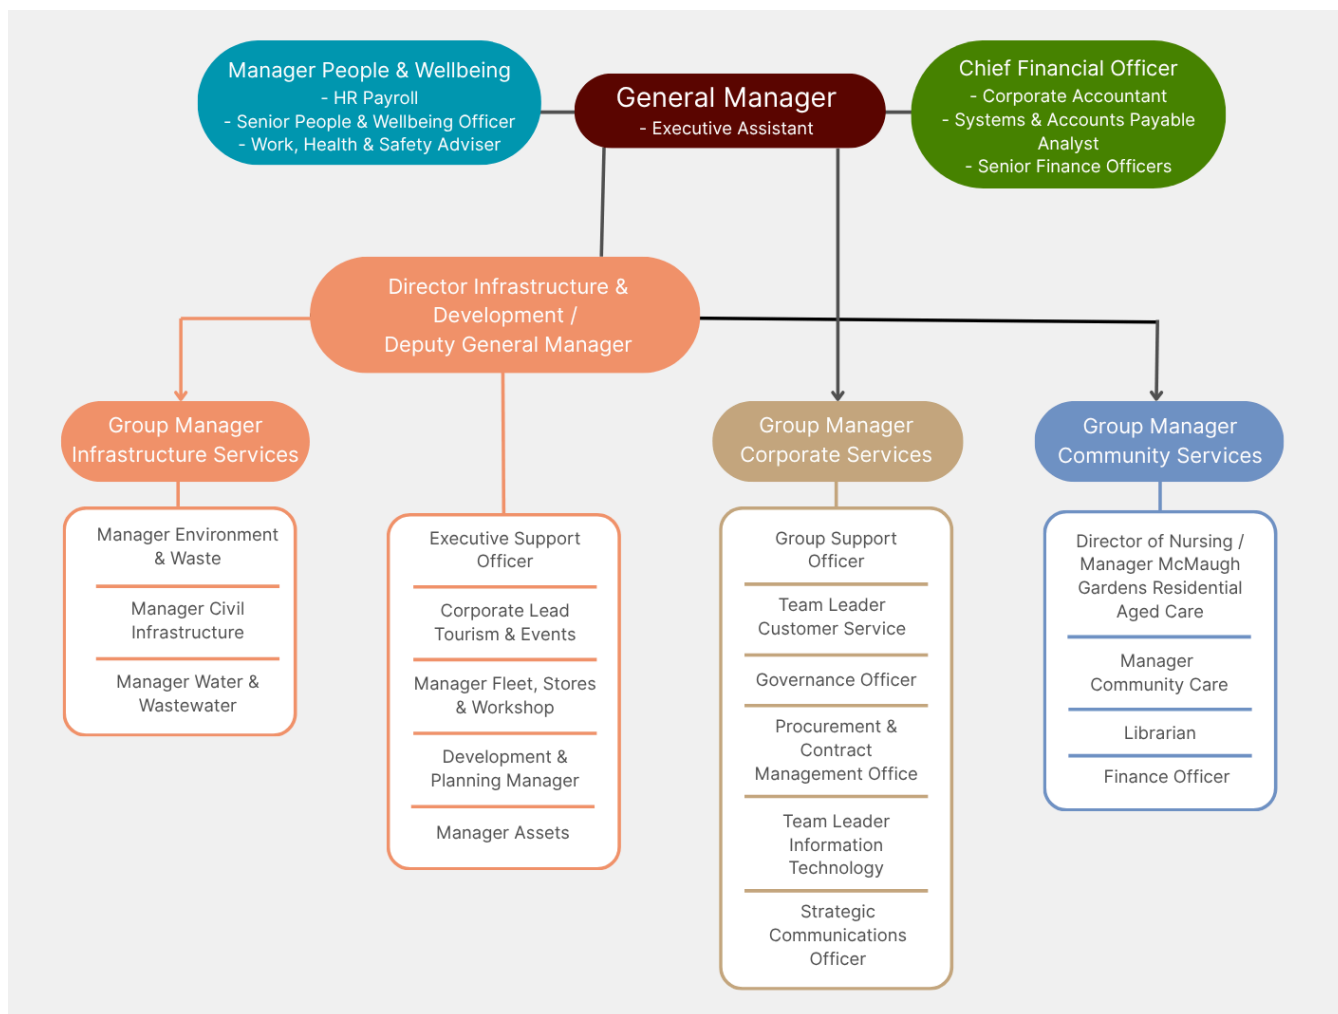 Manager People & Wellbeing
- HR Payroll
- Senior People & Wellbeing Officer
- Work, Health & Safety Adviser
General Manager
- Executive Assistant
Chief Financial Officer
- Corporate Accountant
- Systems & Accounts Payable
Analyst
- Senior Finance Officers
Director Infrastructure &
Development /
Deputy General Manager
Group Manager
Infrastructure Services
Manager Environment
& Waste
Manager Civil
Infrastructure
Manager Water &
Wastewater
Executive Support
Officer
Corporate Lead
Tourism & Events
Manager Fleet, Stores
& Workshop
Development &
Planning Manager
Manager Assets
Group Manager
Corporate Services
Group Support
Officer
Team Leader
Customer Service
Governance Officer
Procurement &
Contract
Management Office
Team Leader
Information
Technology
Strategic
Communications
Officer
Group Manager
Community Services
Director of Nursing /
Manager McMaugh
Gardens Residential
Aged Care
Manager
Community Care
Librarian
Finance Officer